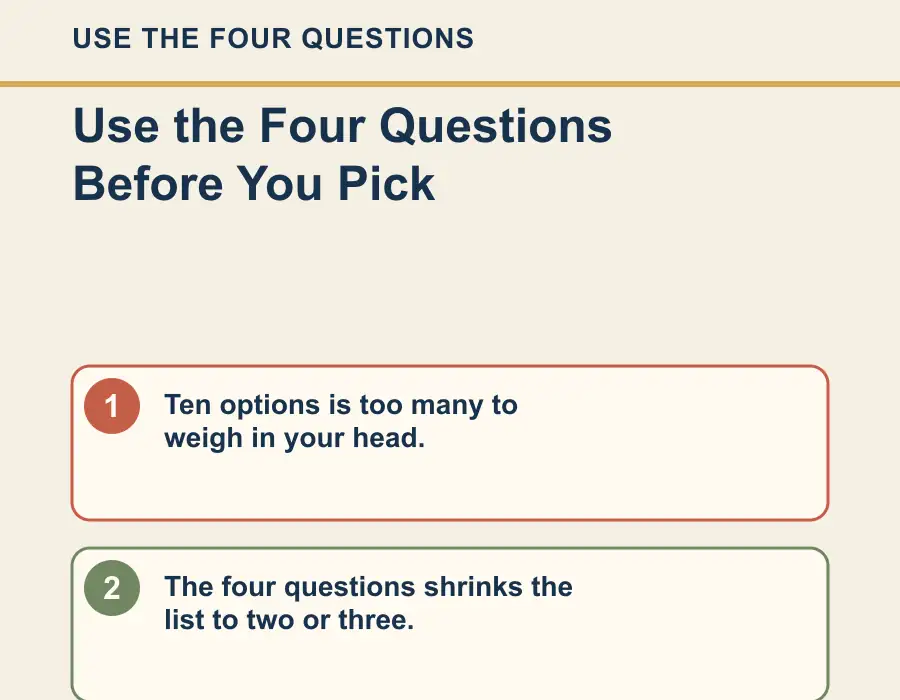 USE THE FOUR QUESTIONS
Use the Four Questions
Before You Pick
1
Ten options is too many to
weigh in your head.
2
The four questions shrinks the
list to two or three.